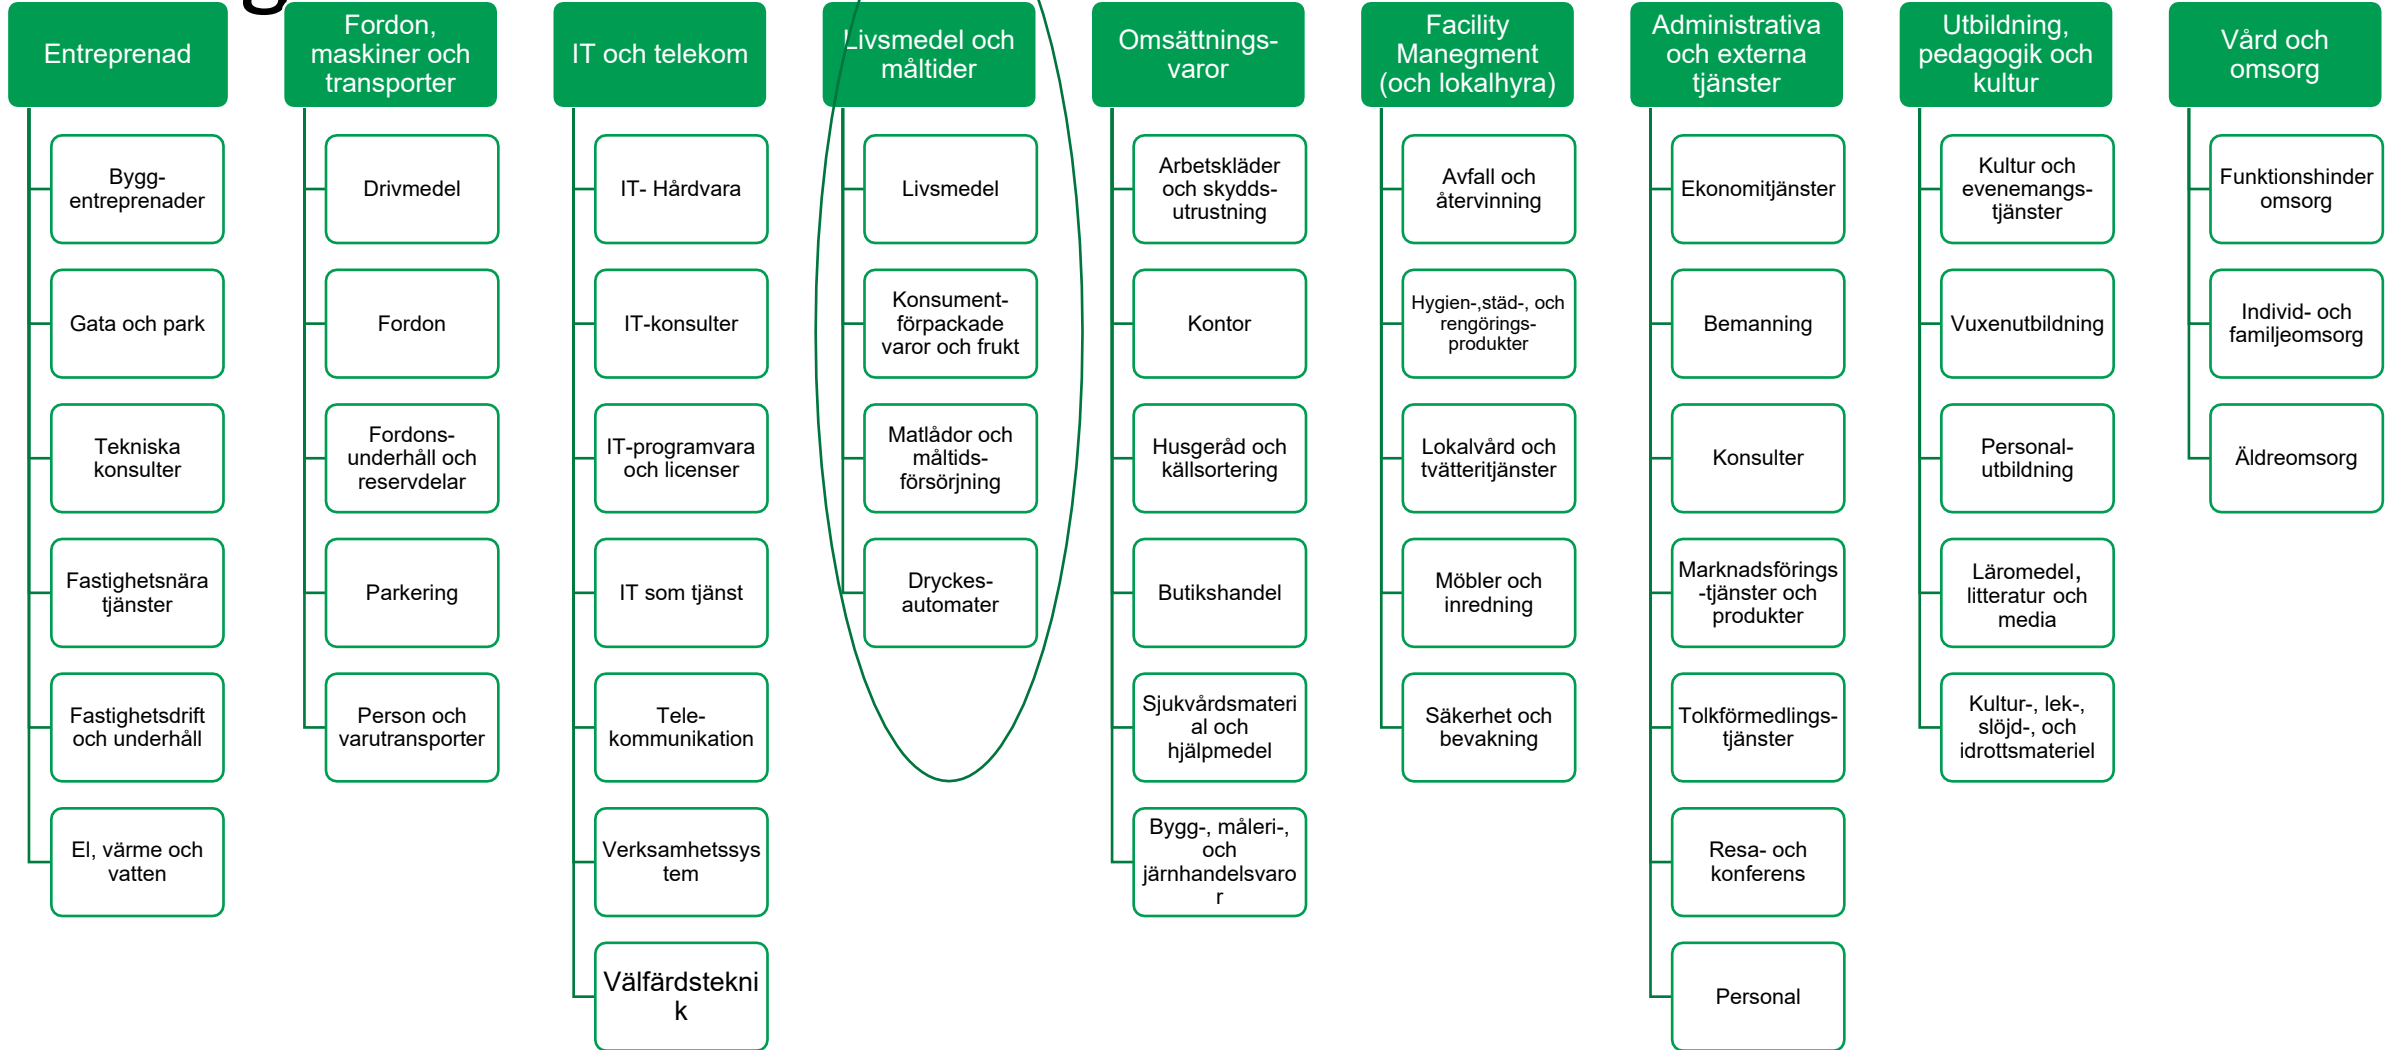 g
Entreprenad
Bygg-
entreprenader
Gata och park
Tekniska
konsulter
Fastighetsnära
tjänster
Fastighetsdrift
och underhåll
El, värme och
vatten
Fordon,
maskiner och
transporter
Drivmedel
Fordon
Fordons-
underhåll och
reservdelar
Parkering
Person och
varutransporter
IT och telekom
IT- Hårdvara
IT-konsulter
IT-programvara
och licenser
IT som tjänst
Tele-
kommunikation
Verksamhetssys
tem
Välfärdstekni
k
Livsmedel och
måltider
Livsmedel
Konsument-
förpackade
varor och frukt
Matlådor och
måltids-
försörjning
Dryckes-
automater
Omsättnings-
varor
Arbetskläder
och skydds-
utrustning
Kontor
Husgeråd och
källsortering
Butikshandel
Sjukvårdsmateri
al och
hjälpmedel
Bygg-, måleri-,
och
järnhandelsvaro
r
Facility
Manegment
(och lokalhyra)
Avfall och
återvinning
Hygien-,städ-, och
rengörings-
produkter
Lokalvård och
tvätteritjänster
Möbler och
inredning
Säkerhet och
bevakning
Administrativa
och externa
tjänster
Ekonomitjänster
Bemanning
Konsulter
Marknadsförings
-tjänster och
produkter
Tolkförmedlings-
tjänster
Resa- och
konferens
Personal
Utbildning,
pedagogik och
kultur
Kultur och
evenemangs-
tjänster
Vuxenutbildning
Personal-
utbildning
Läromedel,
litteratur och
media
Kultur-, lek-,
slöjd-, och
idrottsmateriel
Vård och
omsorg
Funktionshinder
omsorg
Individ- och
familjeomsorg
Äldreomsorg